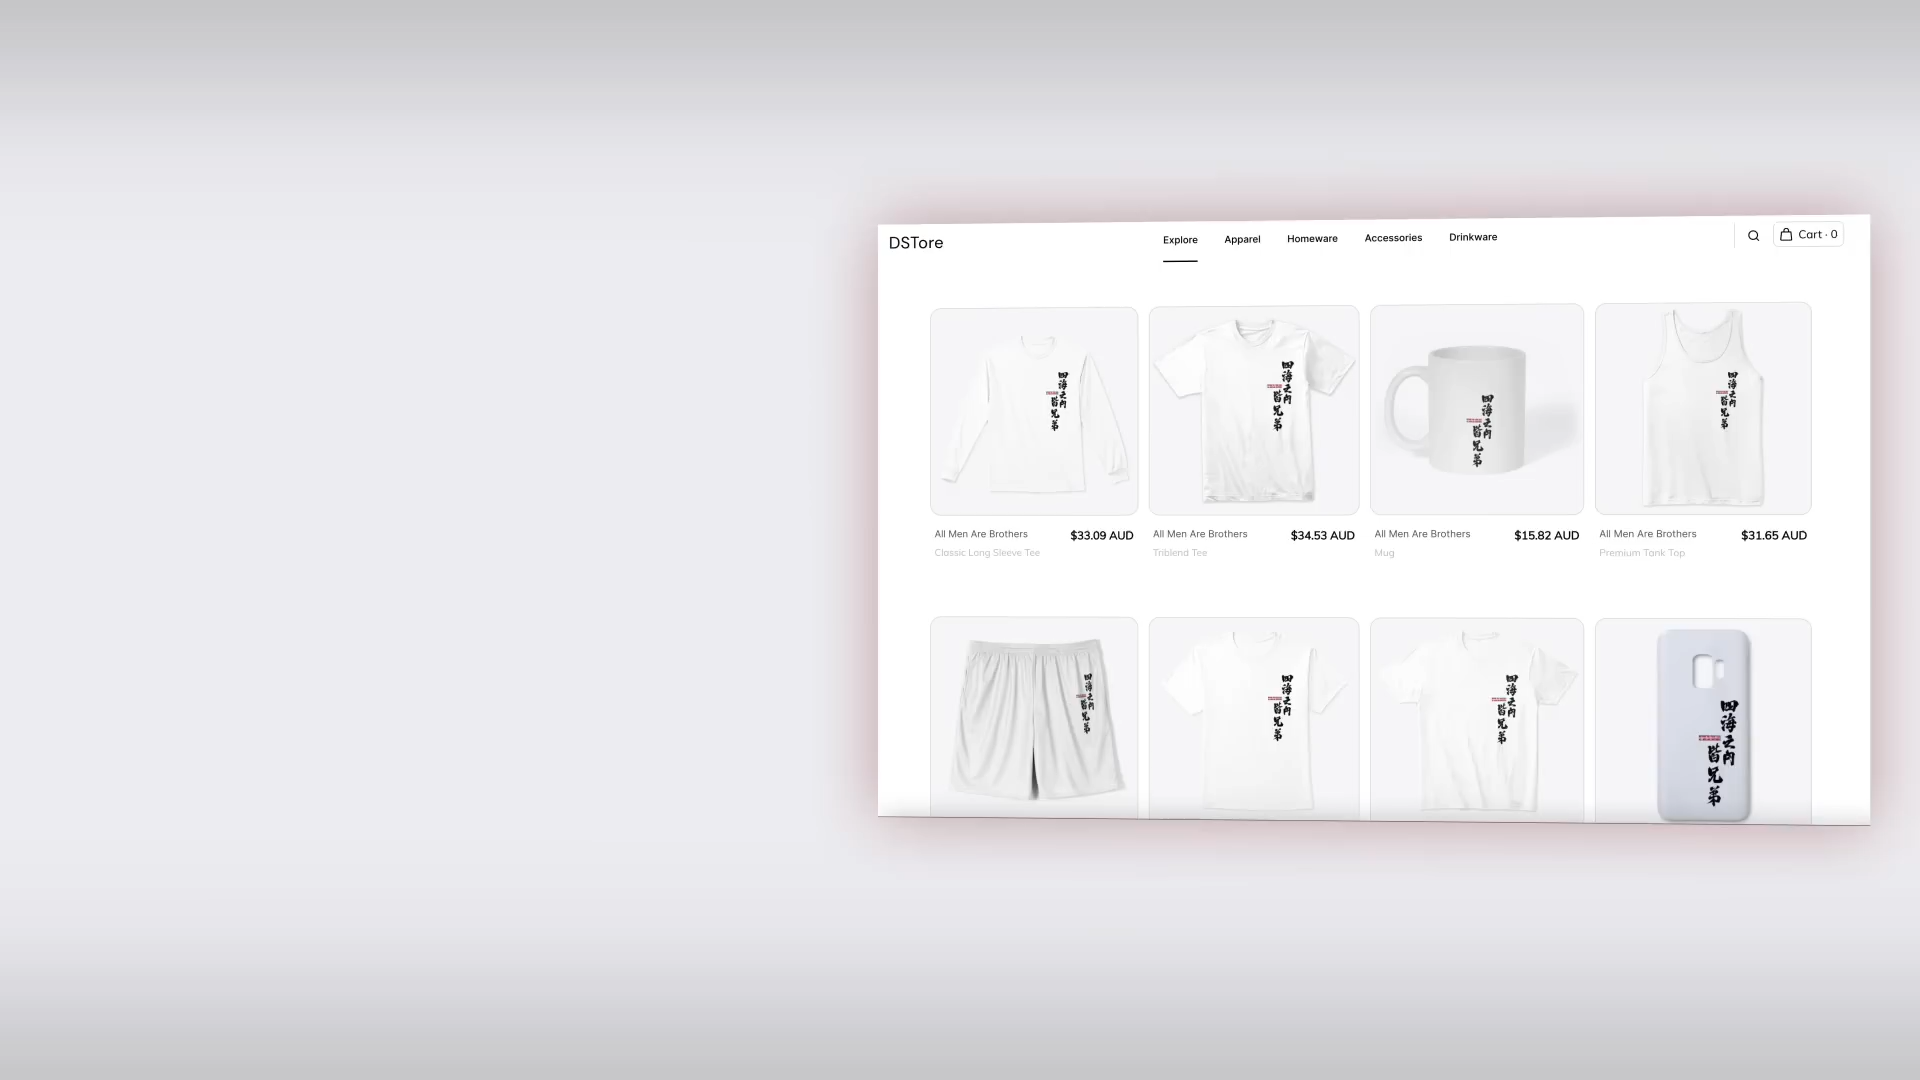 DSTore
Explore
Apparel
Homeware
Accessories
Drinkware
Cart · 0
四海之内
皆兄弟
四海之内
皆兄弟
四海之内
皆兄弟
四海之内
皆兄弟
All Men Are Brothers
$33.09 AUD
Classic Long Sleeve Tee
All Men Are Brothers
$34.53 AUD
Triblend Tee
All Men Are Brothers
$15.82 AUD
Mug
All Men Are Brothers
$31.65 AUD
Premium Tank Top
四海之内
皆兄弟
四海之内
皆兄弟
四海之内
皆兄弟
四海之内
皆兄弟